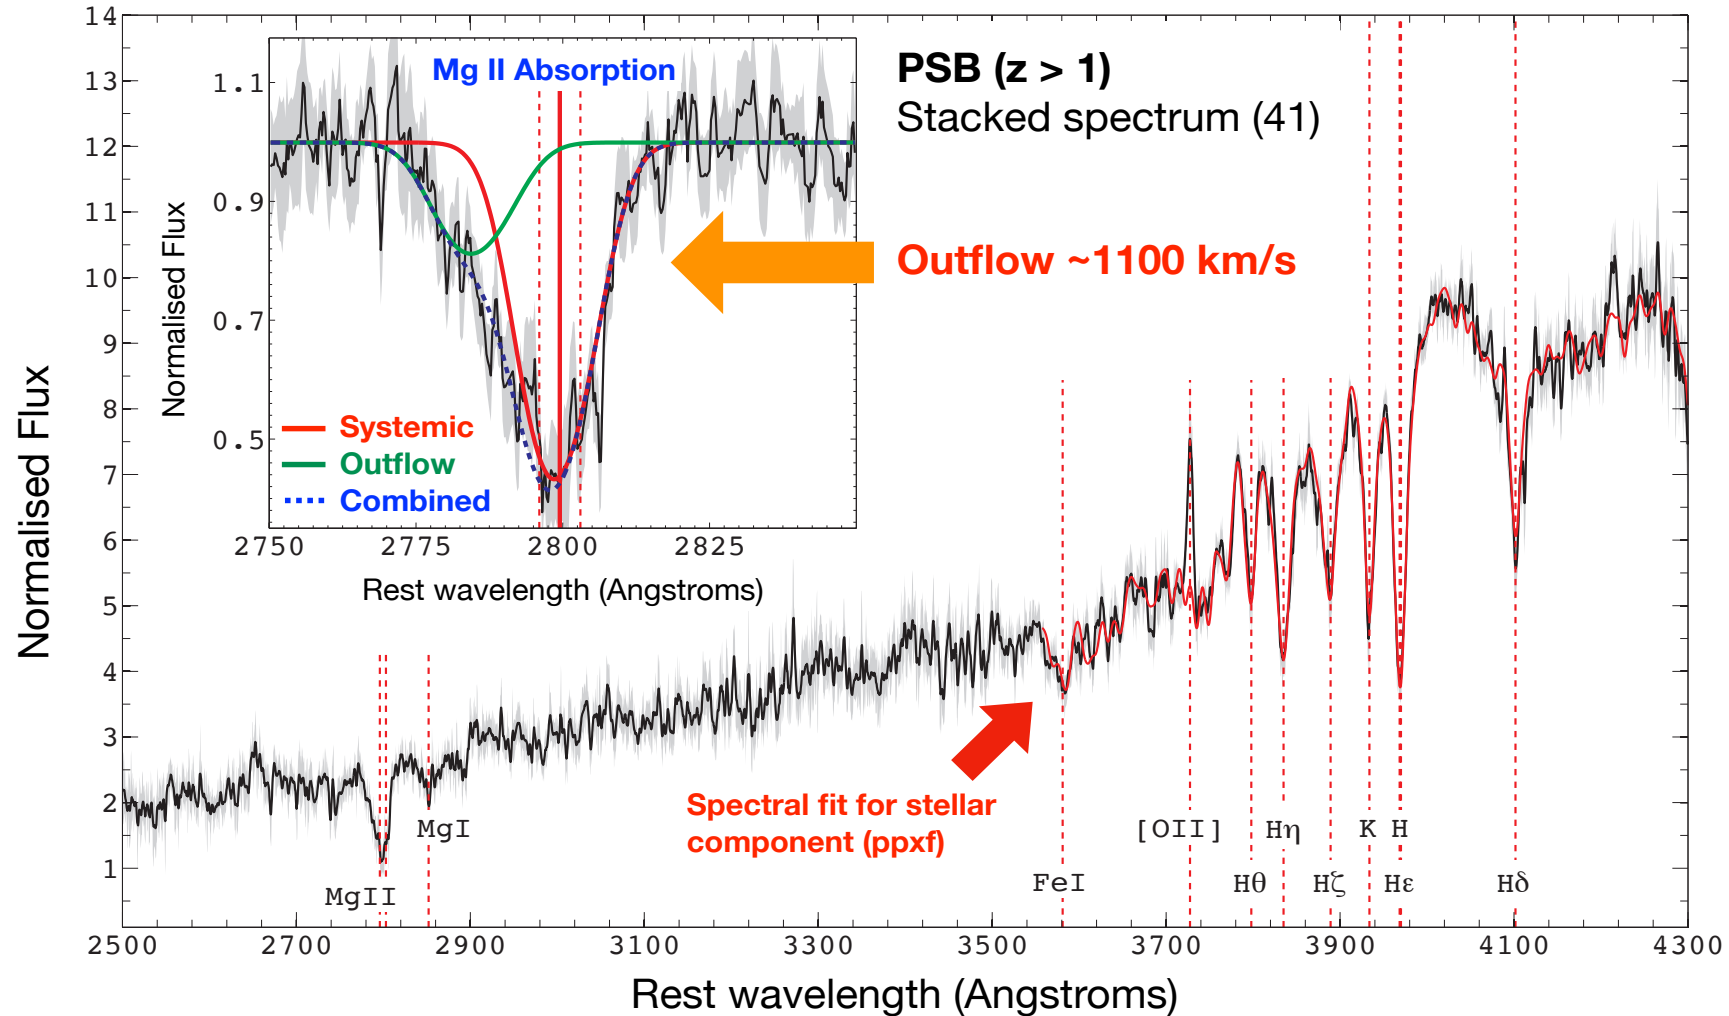 PSB (z > 1)
Stacked spectrum (41)
Outflow ~1100 km/s
Mg II Absorption
Normalised Flux
1.1
0.9
0.7
0.5
Systemic
Outflow
Combined
2750 2775 2800 2825
Rest wavelength (Angstroms)
Normalised Flux
14
13
12
11
10
9
8
7
6
5
4
3
2
1
Spectral fit for stellar
component (ppxf)
MgII
MgI
FeI
[OII]
Hθ
Hη
Hζ
K H
Hε
Hδ
2500 2700 2900 3100 3300 3500 3700 3900 4100 4300
Rest wavelength (Angstroms)